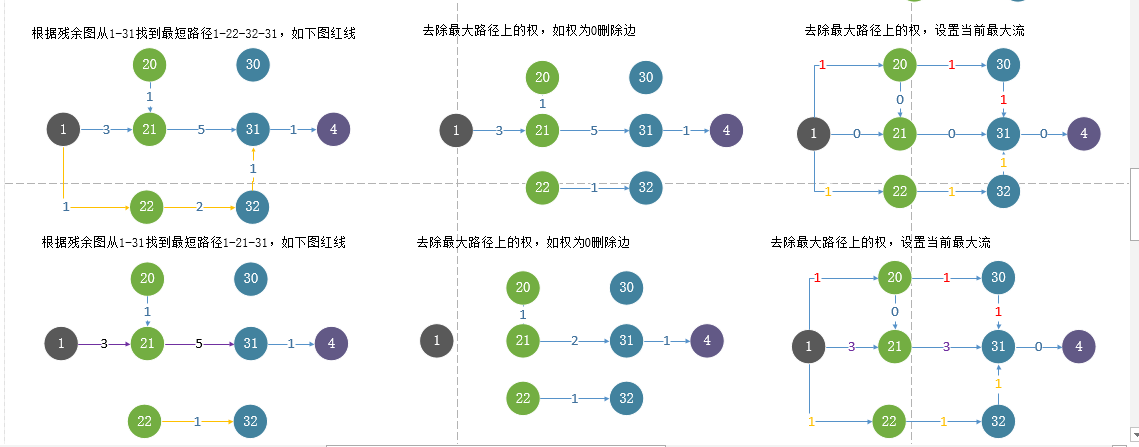 根据残余图从1-31找到最短路径1-22-32-31，如下图红线
去除最大路径上的权，如权为0删除边
去除最大路径上的权，设置当前最大流
20 30
1
1 3 21 5 31 1 4
1
1 22 2 32
20 30
1
1 3 21 5 31 1 4
22 1 32
1 20 1 30
0 1
1 0 21 0 31 0 4
1
1 22 1 32
根据残余图从1-31找到最短路径1-21-31，如下图红线
去除最大路径上的权，如权为0删除边
去除最大路径上的权，设置当前最大流
20 30
1
1 3 21 5 31 1 4
22 1 32
20 30
1
1 21 2 31 1 4
22 1 32
1 20 1 30
0 1
1 3 21 3 31 0 4
1
1 22 1 32